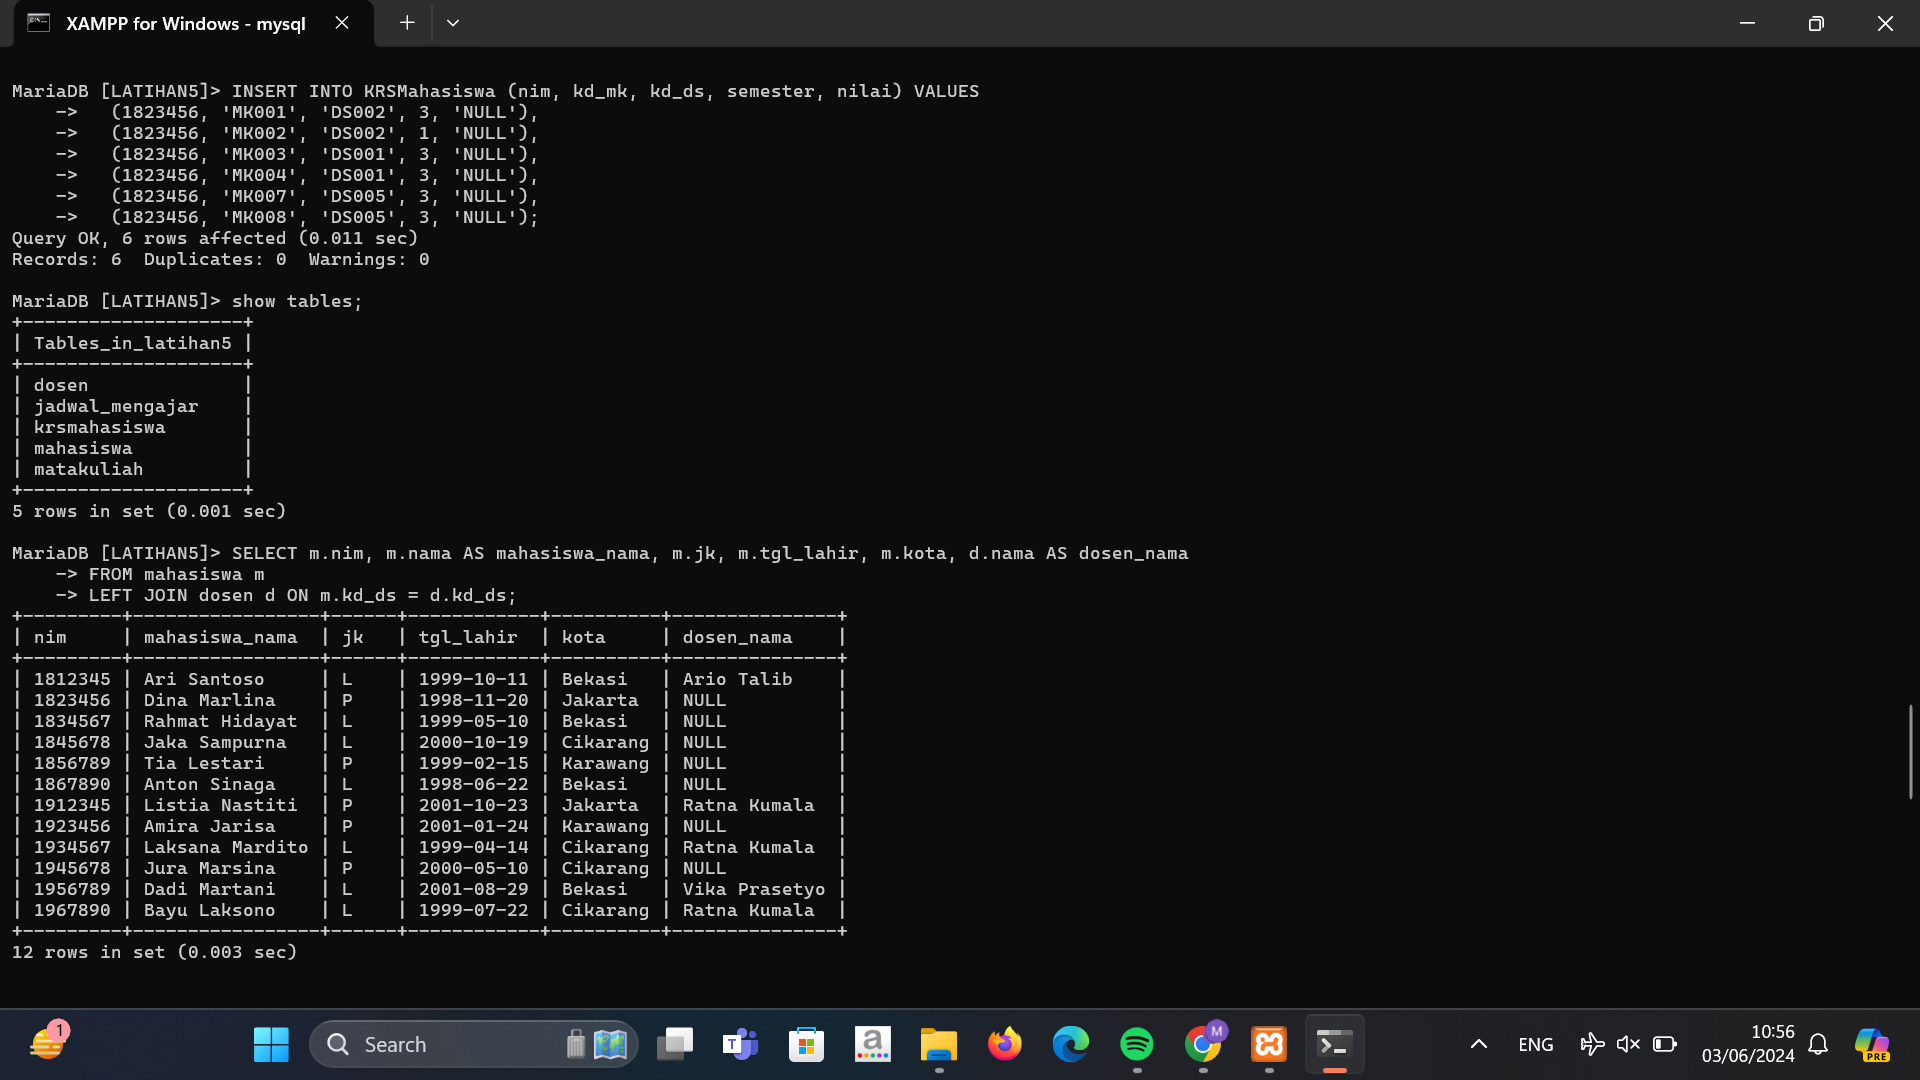 XAMPP for Windows - mysql
MariaDB [LATIHAN5]> INSERT INTO KRSMahasiswa (nim, kd_mk, kd_ds, semester, nilai) VALUES
    ->   (1823456, 'MK001', 'DS002', 3, 'NULL'),
    ->   (1823456, 'MK002', 'DS002', 1, 'NULL'),
    ->   (1823456, 'MK003', 'DS001', 3, 'NULL'),
    ->   (1823456, 'MK004', 'DS001', 3, 'NULL'),
    ->   (1823456, 'MK007', 'DS005', 3, 'NULL'),
    ->   (1823456, 'MK008', 'DS005', 3, 'NULL');
Query OK, 6 rows affected (0.011 sec)
Records: 6  Duplicates: 0  Warnings: 0
MariaDB [LATIHAN5]> show tables;
+--------------------+
| Tables_in_latihan5 |
+--------------------+
| dosen              |
| jadwal_mengajar    |
| krsmahasiswa       |
| mahasiswa          |
| matakuliah         |
+--------------------+
5 rows in set (0.001 sec)
MariaDB [LATIHAN5]> SELECT m.nim, m.nama AS mahasiswa_nama, m.jk, m.tgl_lahir, m.kota, d.nama AS dosen_nama
    -> FROM mahasiswa m
    -> LEFT JOIN dosen d ON m.kd_ds = d.kd_ds;
+---------+-----------------+------+------------+----------+---------------+
| nim     | mahasiswa_nama  | jk   | tgl_lahir  | kota     | dosen_nama    |
+---------+-----------------+------+------------+----------+---------------+
| 1812345 | Ari Santoso     | L    | 1999-10-11 | Bekasi   | Ario Talib    |
| 1823456 | Dina Marlina    | P    | 1998-11-20 | Jakarta  | NULL          |
| 1834567 | Rahmat Hidayat  | L    | 1999-05-10 | Bekasi   | NULL          |
| 1845678 | Jaka Sampurna   | L    | 2000-10-19 | Cikarang | NULL          |
| 1856789 | Tia Lestari     | P    | 1999-02-15 | Karawang | NULL          |
| 1867890 | Anton Sinaga    | L    | 1998-06-22 | Bekasi   | NULL          |
| 1912345 | Listia Nastiti  | P    | 2001-10-23 | Jakarta  | Ratna Kumala  |
| 1923456 | Amira Jarisa    | P    | 2001-01-24 | Karawang | NULL          |
| 1934567 | Laksana Mardito | L    | 1999-04-14 | Cikarang | Ratna Kumala  |
| 1945678 | Jura Marsina    | P    | 2000-05-10 | Cikarang | NULL          |
| 1956789 | Dadi Martani    | L    | 2001-08-29 | Bekasi   | Vika Prasetyo |
| 1967890 | Bayu Laksono    | L    | 1999-07-22 | Cikarang | Ratna Kumala  |
+---------+-----------------+------+------------+----------+---------------+
12 rows in set (0.003 sec)
1
Search
T
a
M
ENG
10:56
03/06/2024
PRE